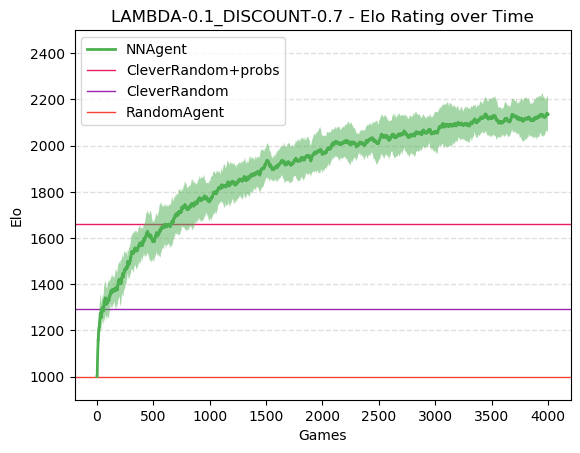 LAMBDA-0.1_DISCOUNT-0.7 - Elo Rating over Time
NNAgent
CleverRandom+probs
CleverRandom
RandomAgent
2400
2200
2000
1800
1600
1400
1200
1000
Elo
0 500 1000 1500 2000 2500 3000 3500 4000
Games